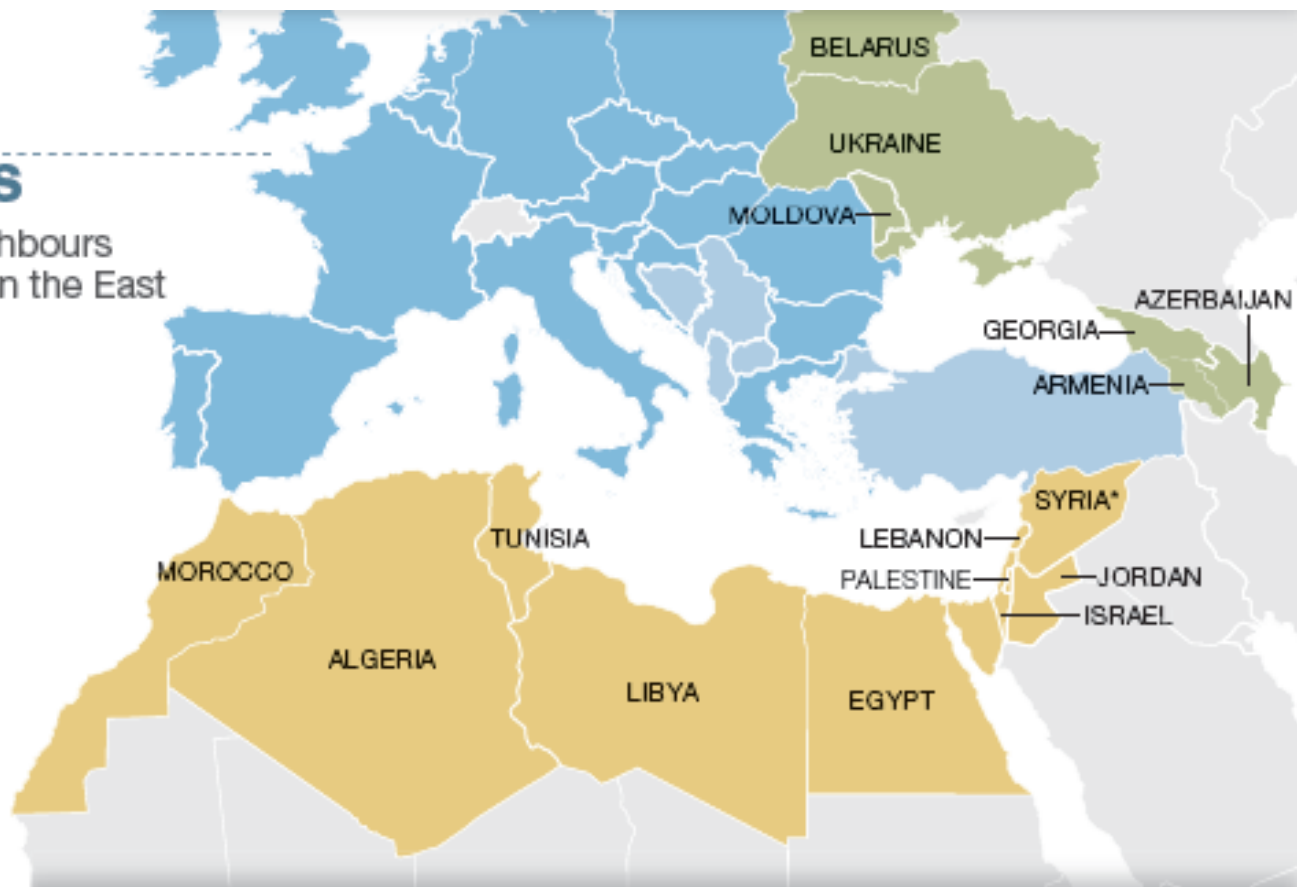 BELARUS
UKRAINE
s
hbours
n the East
MOLDOVA
AZERBAIJAN
GEORGIA
ARMENIA
SYRIA*
TUNISIA
LEBANON
MOROCCO
PALESTINE
JORDAN
ISRAEL
ALGERIA
LIBYA
EGYPT